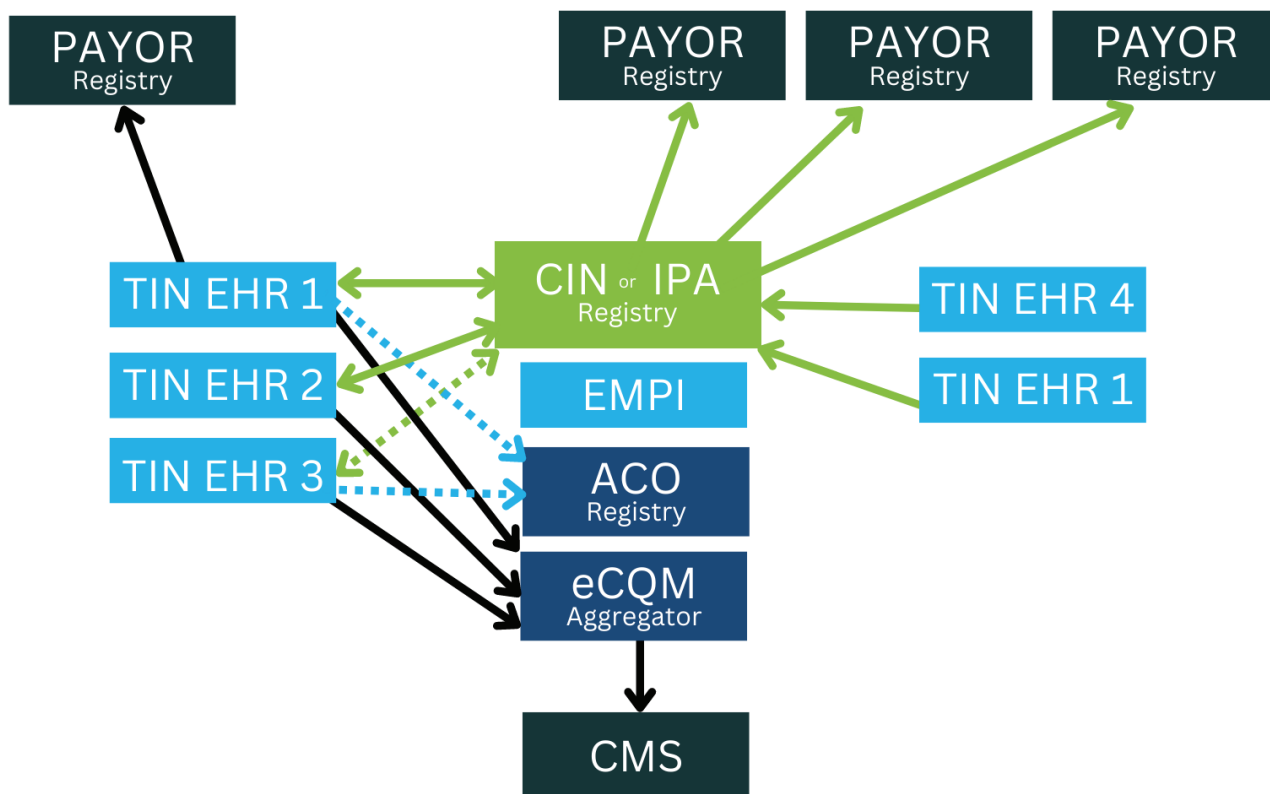 PAYOR
Registry
PAYOR
Registry
PAYOR
Registry
PAYOR
Registry
TIN EHR 1
TIN EHR 2
TIN EHR 3
CIN or IPA
Registry
EMPI
ACO
Registry
eCQM
Aggregator
CMS
TIN EHR 4
TIN EHR 1